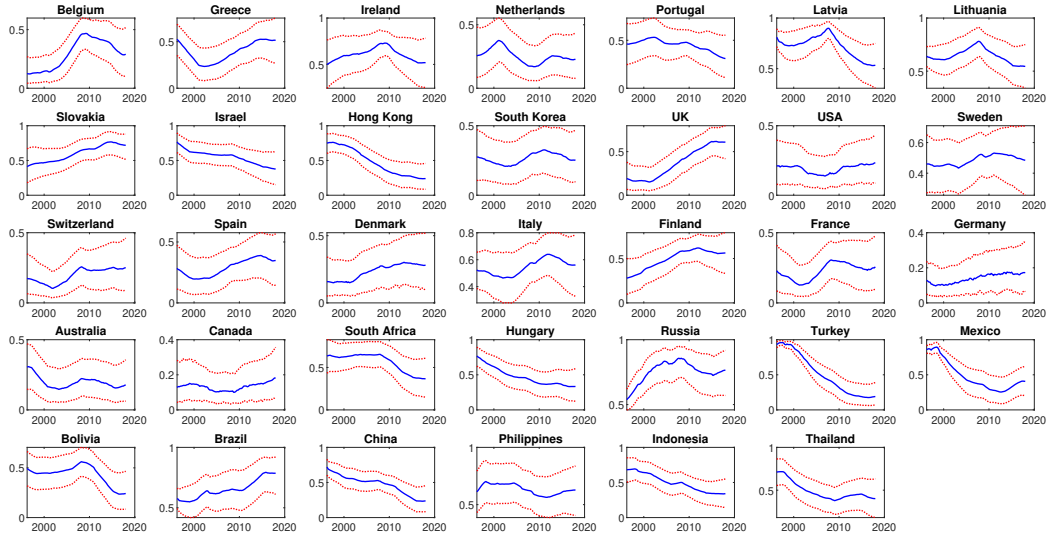 Belgium Greece Ireland Netherlands Portugal Latvia Lithuania
1 0.5 1 1
0.5 0.5 0.5 0.5 0.5 0.5
0 0 0 0
2000 2010 2020 2000 2010 2020 2000 2010 2020 2000 2010 2020 2000 2010 2020 2000 2010 2020 2000 2010 2020
Slovakia Israel Hong Kong South Korea UK USA Sweden
1 1 1 0.5 0.5 0.6
0.5 0.5 0.5 0.5 0.4
0 0 0 0 0 0
2000 2010 2020 2000 2010 2020 2000 2010 2020 2000 2010 2020 2000 2010 2020 2000 2010 2020 2000 2010 2020
Switzerland Spain Denmark Italy Finland France Germany
0.5 0.5 0.5 0.8 0.5 0.5 0.4
0.6 0.2
0 0 0 0.4 0 0 0
2000 2010 2020 2000 2010 2020 2000 2010 2020 2000 2010 2020 2000 2010 2020 2000 2010 2020 2000 2010 2020
Australia Canada South Africa Hungary Russia Turkey Mexico
0.5 0.4 1 1 1 1
0.2 0.5 0.5 0.5 0.5 0.5
0 0 0 0 0 0
2000 2010 2020 2000 2010 2020 2000 2010 2020 2000 2010 2020 2000 2010 2020 2000 2010 2020 2000 2010 2020
Bolivia Brazil China Philippines Indonesia Thailand
1 1 1 1 1
0.5 0.5 0.5 0.5 0.5 0.5
0 0 0
2000 2010 2020 2000 2010 2020 2000 2010 2020 2000 2010 2020 2000 2010 2020 2000 2010 2020